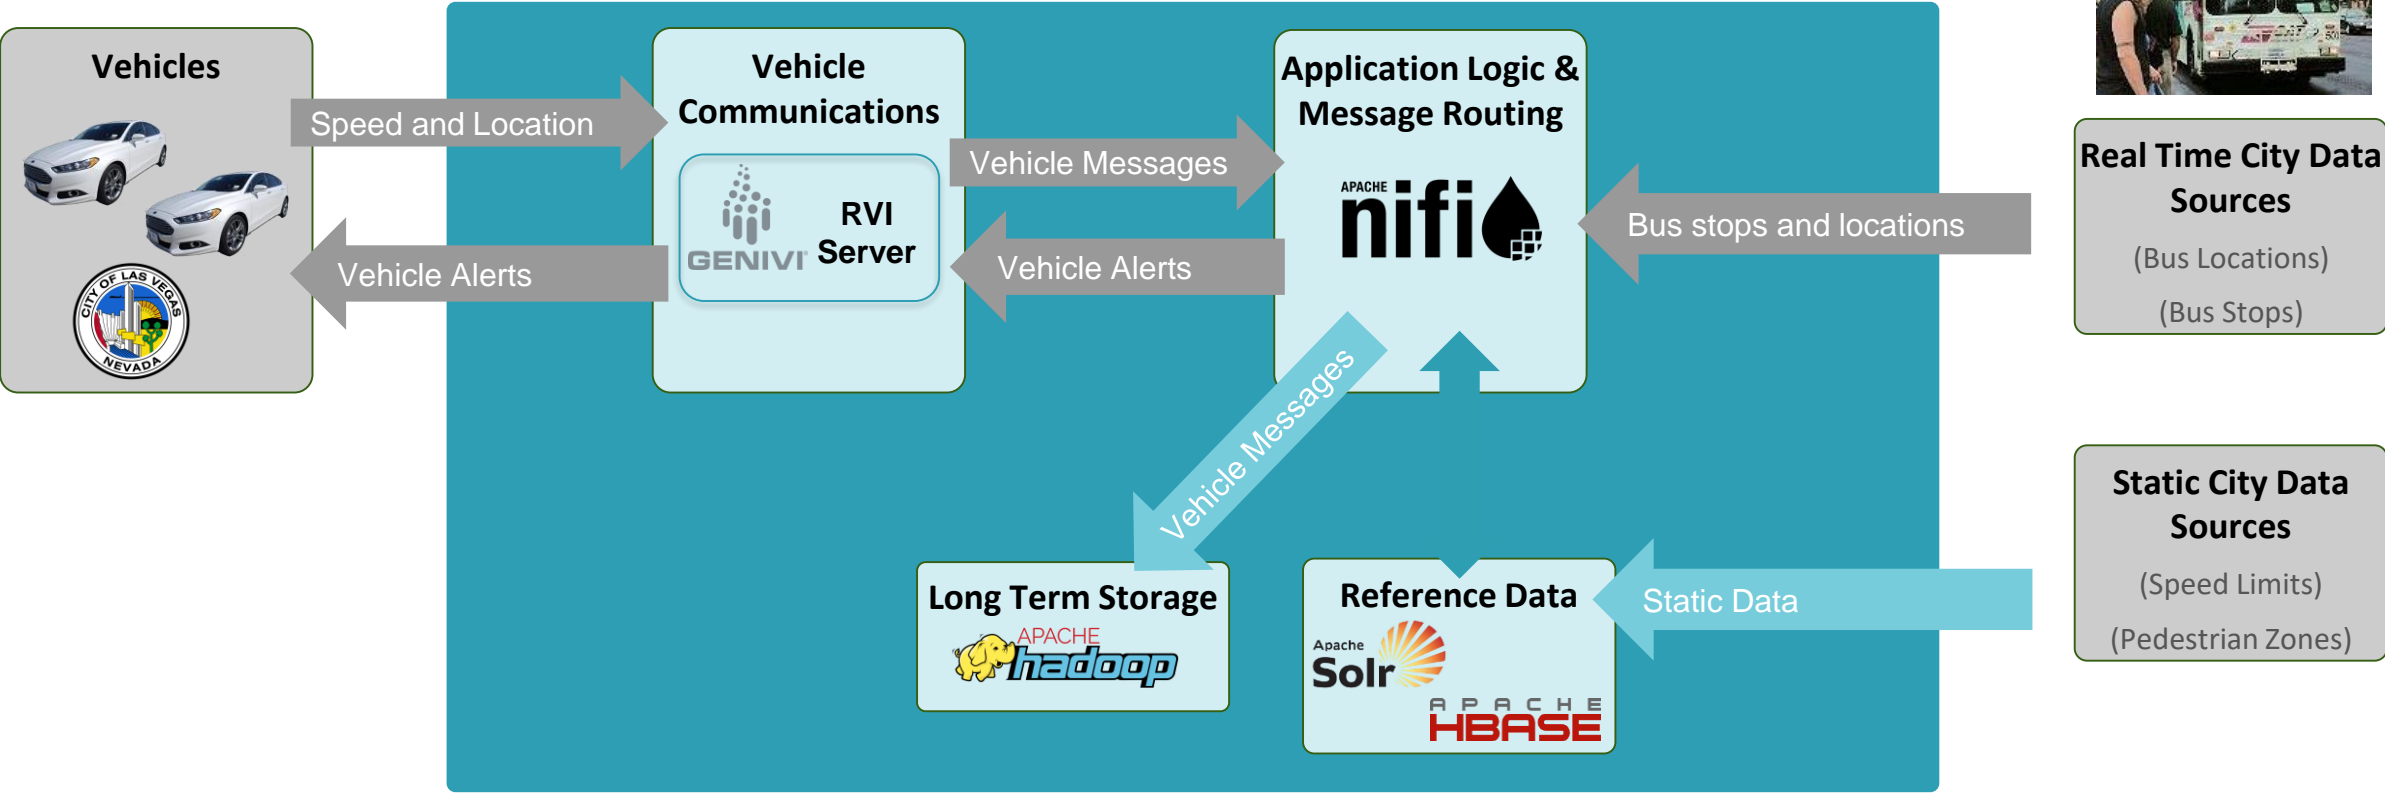 Vehicles
CITY OF LAS VEGAS
NEVADA
Speed and Location
Vehicle Alerts
Vehicle
Communications
GENIVI
RVI
Server
Vehicle Messages
Vehicle Alerts
Application Logic &
Message Routing
APACHE
nifi
Bus stops and locations
Real Time City Data
Sources
(Bus Locations)
(Bus Stops)
Vehicle Messages
Long Term Storage
APACHE
hadoop
Reference Data
Apache
Solr
APACHE
HBASE
Static Data
Static City Data
Sources
(Speed Limits)
(Pedestrian Zones)